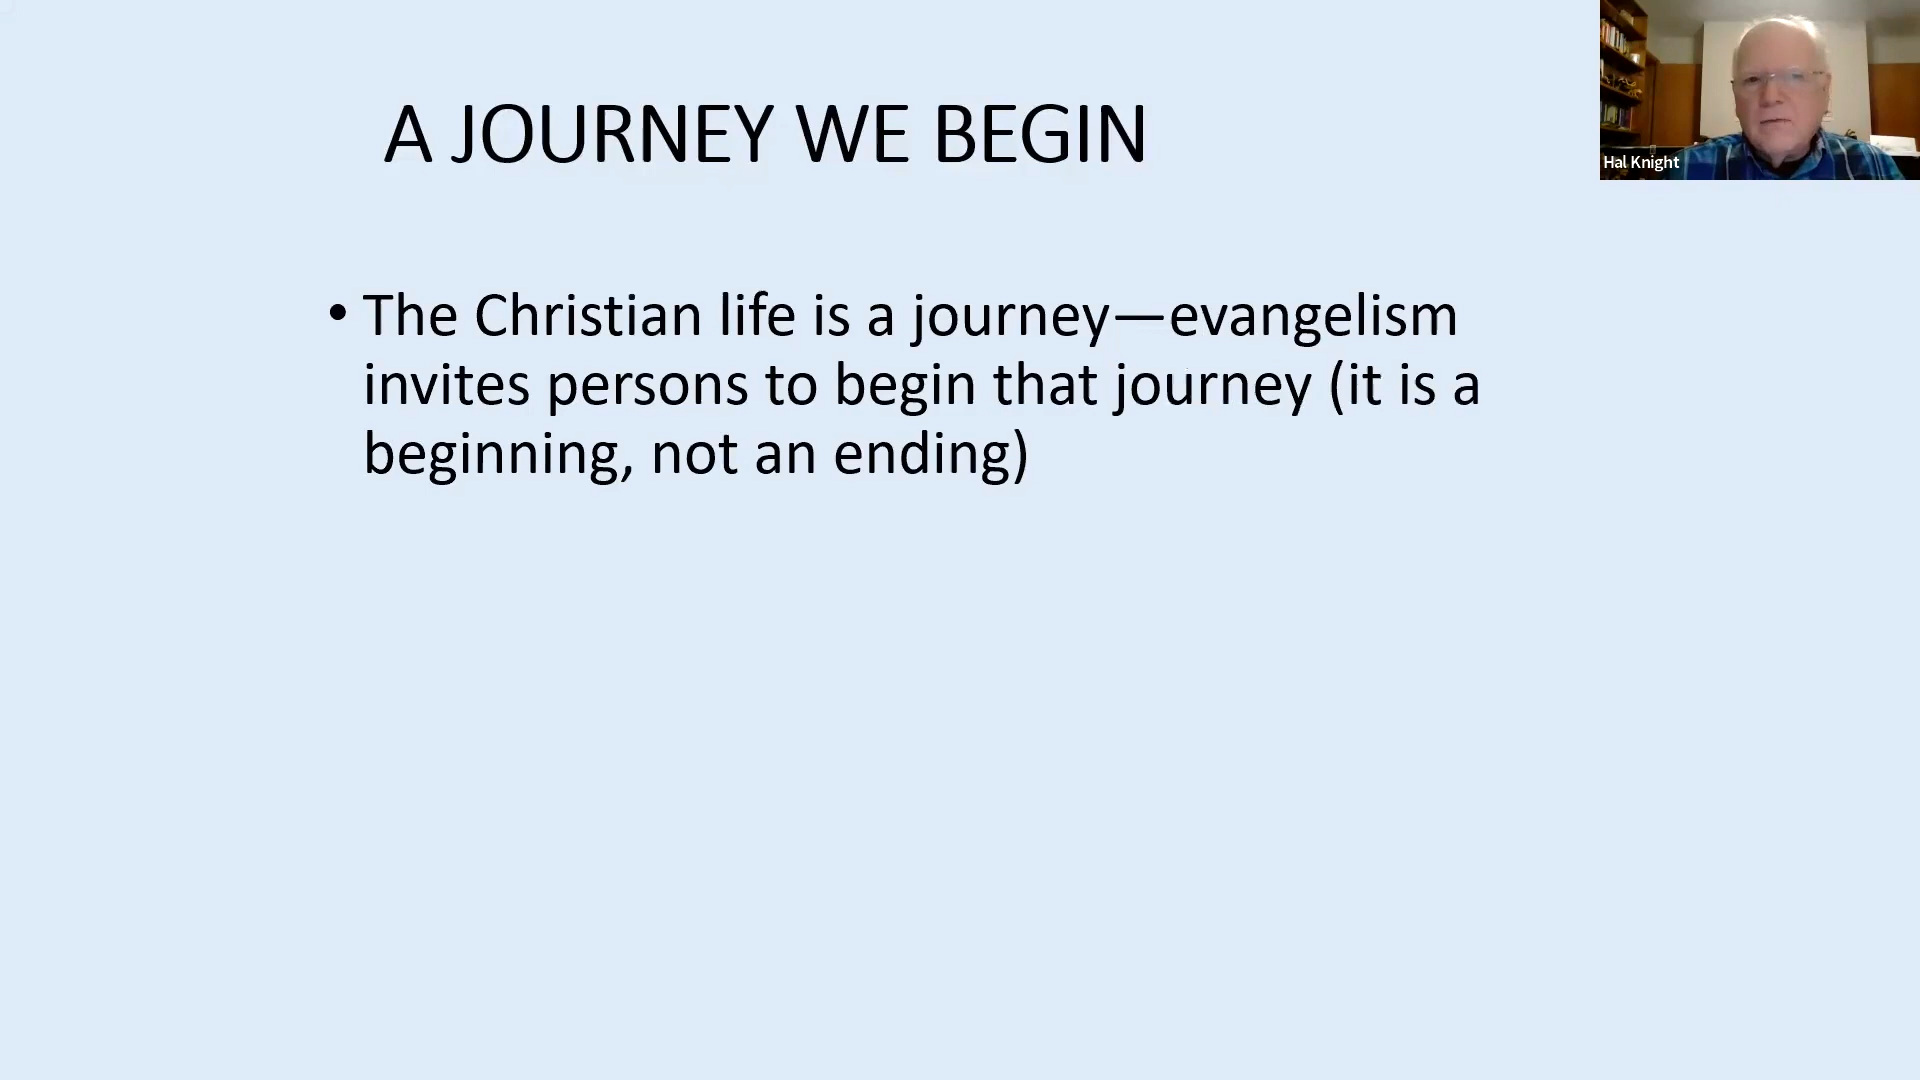 A JOURNEY WE BEGIN
Hal Knight
• The Christian life is a journey—evangelism
invites persons to begin that journey (it is a
beginning, not an ending)